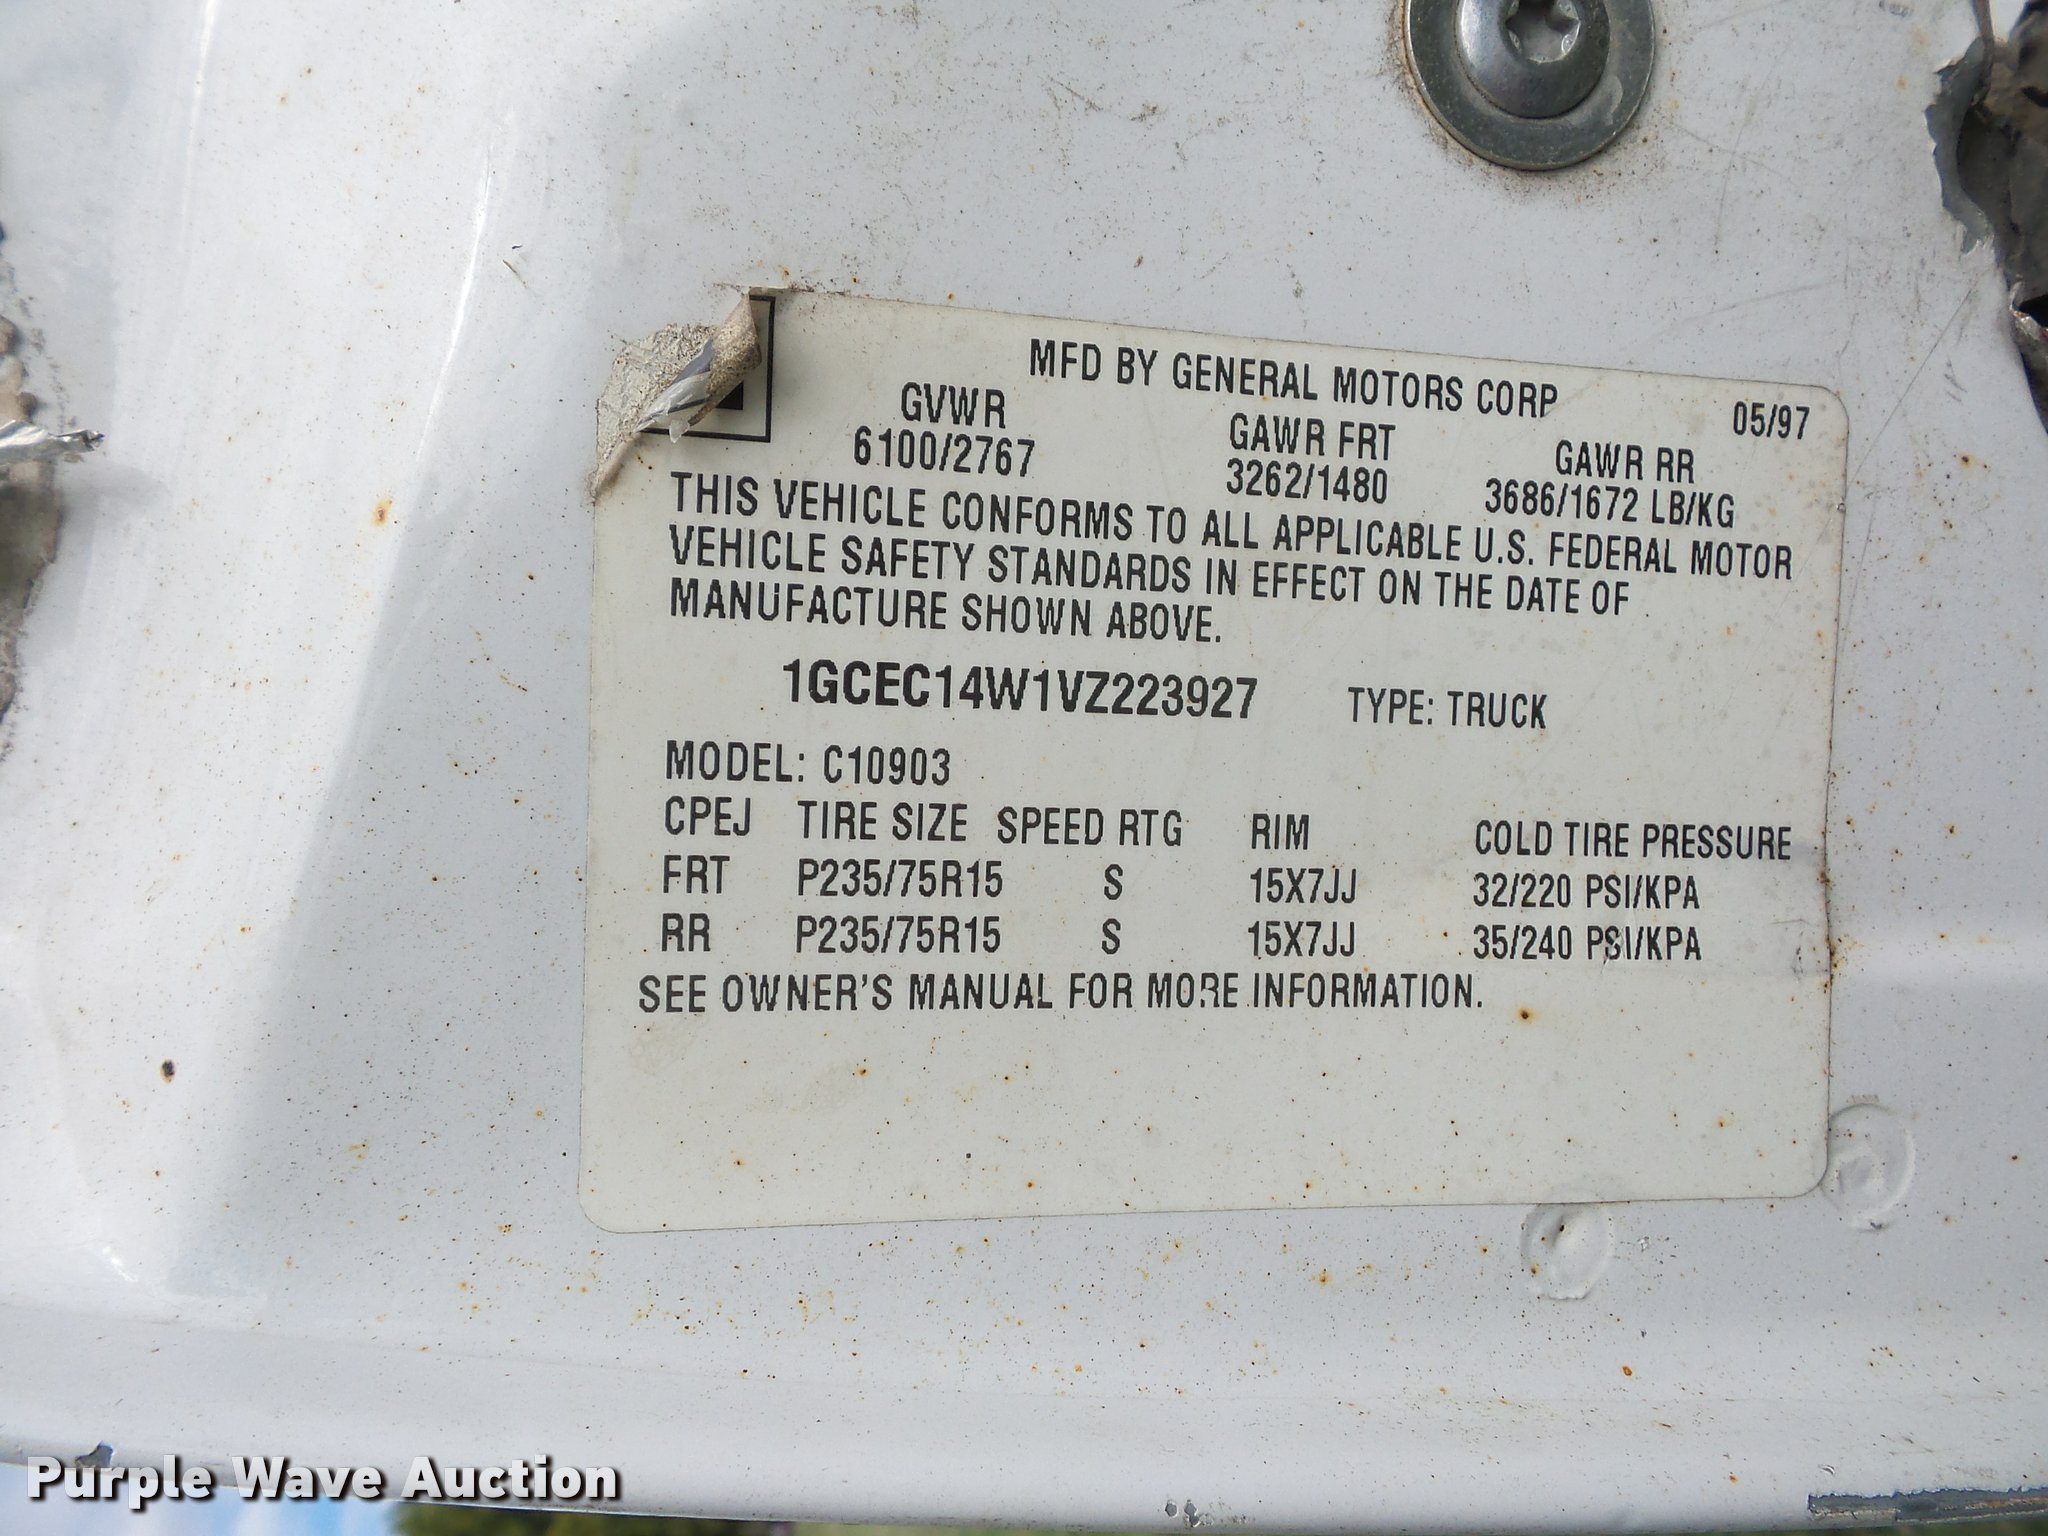 MFD BY GENERAL MOTORS CORP 05/97
GVWR GAWR FRT GAWR RR
6100/2767 3262/1480 3686/1672 LB/KG
THIS VEHICLE CONFORMS TO ALL APPLICABLE U.S. FEDERAL MOTOR
VEHICLE SAFETY STANDARDS IN EFFECT ON THE DATE OF
MANUFACTURE SHOWN ABOVE.
1GCEC14W1VZ223927 TYPE: TRUCK
MODEL: C10903
CPEJ TIRE SIZE SPEED RTG RIM COLD TIRE PRESSURE
FRT P235/75R15 S 15X7JJ 32/220 PSI/KPA
RR P235/75R15 S 15X7JJ 35/240 PSI/KPA
SEE OWNER'S MANUAL FOR MORE INFORMATION.
Purple Wave Auction